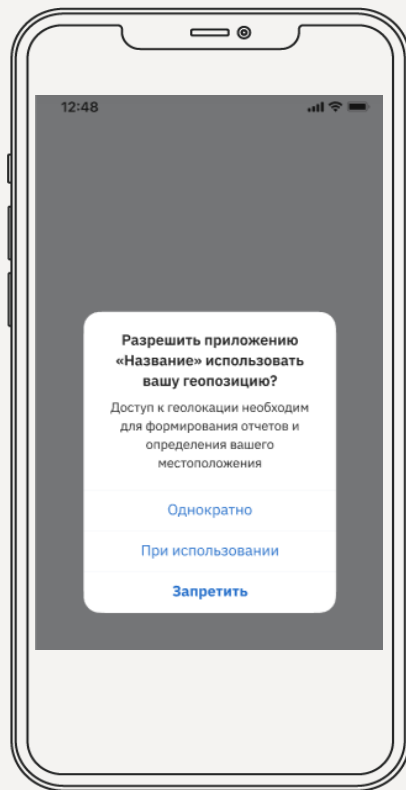 12:48
Разрешить приложению
«Название» использовать
вашу геопозицию?
Доступ к геолокации необходим
для формирования отчетов и
определения вашего
местоположения
Однократно
При использовании
Запретить